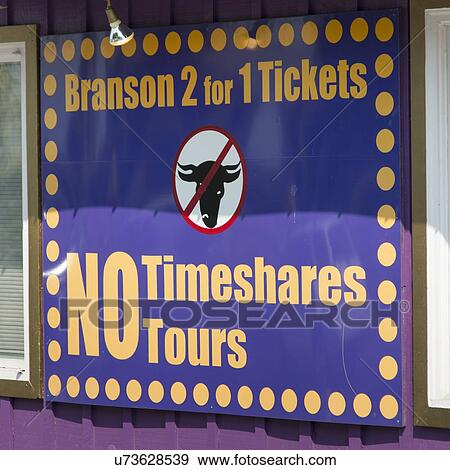 Branson 2 for 1 Tickets
NO Timeshares
Tours
fotosearch
u73628539 www.fotosearch.com